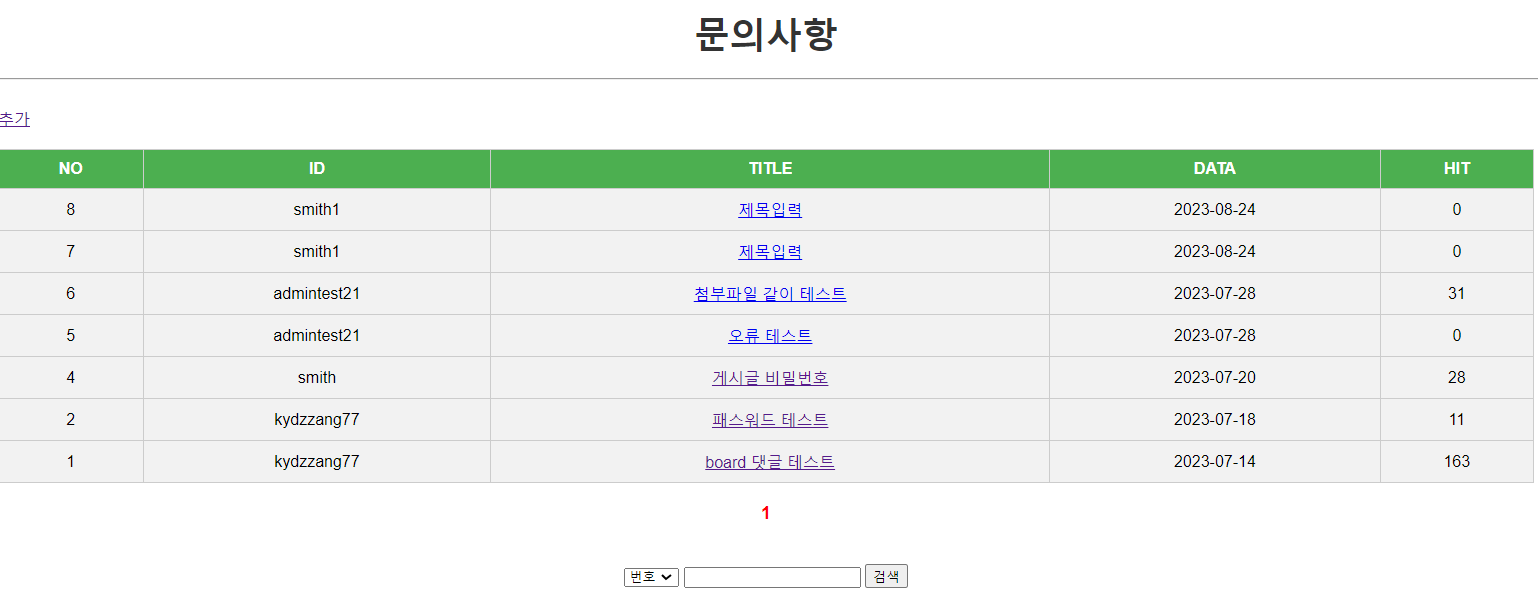 문의사항
추가
NO ID TITLE DATA HIT
8 smith1 제목입력 2023-08-24 0
7 smith1 제목입력 2023-08-24 0
6 admintest21 첨부파일 같이 테스트 2023-07-28 31
5 admintest21 오류 테스트 2023-07-28 0
4 smith 게시글 비밀번호 2023-07-20 28
2 kydzzang77 패스워드 테스트 2023-07-18 11
1 kydzzang77 board 댓글 테스트 2023-07-14 163
1
번호 검색